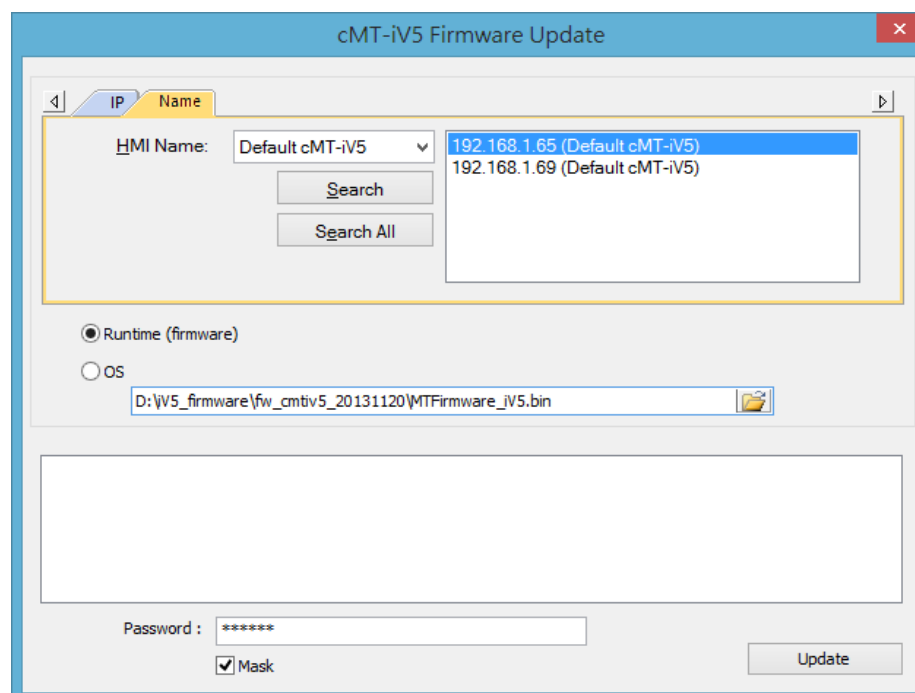 cMT-iV5 Firmware Update
IP Name
HMI Name: Default cMT-iV5
192.168.1.65 (Default cMT-iV5)
192.168.1.69 (Default cMT-iV5)
Search
Search All
Runtime (firmware)
OS
D:\iV5_firmware\fw_cmtiv5_20131120\MTFirmware_iV5.bin
Password : ******
Mask
Update